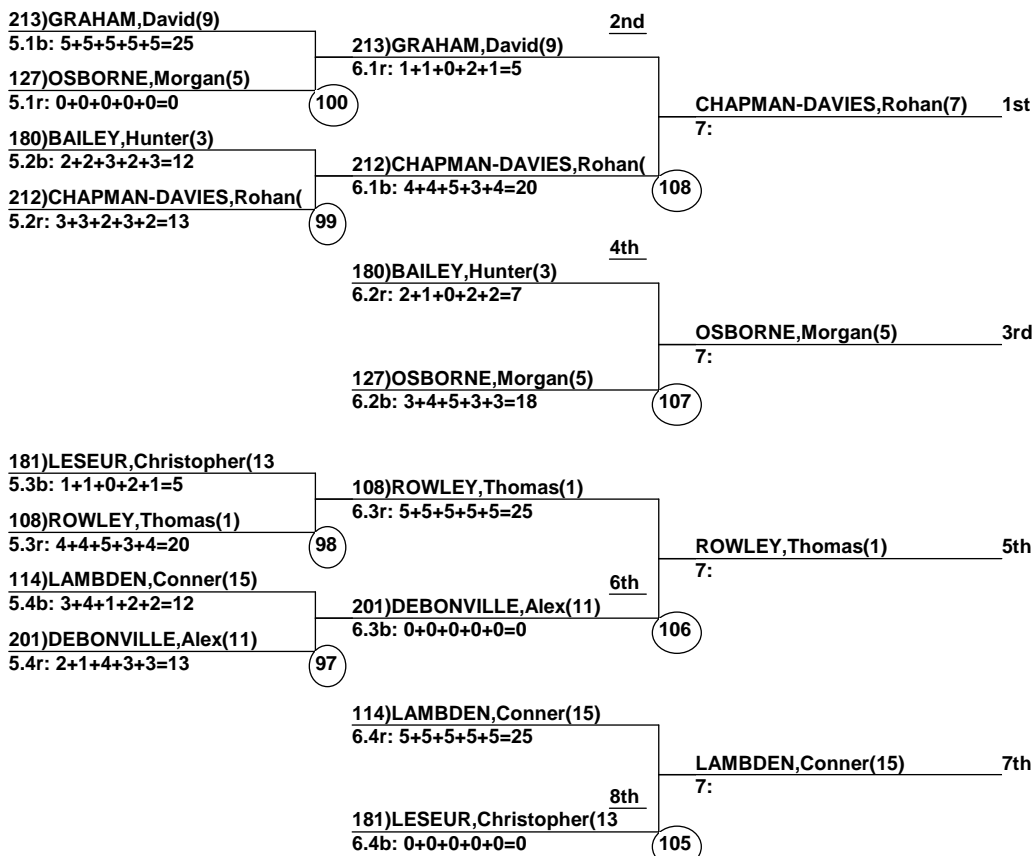 213)GRAHAM,David(9)
5.1b: 5+5+5+5+5=25
127)OSBORNE,Morgan(5)
5.1r: 0+0+0+0+0=0
100
180)BAILEY,Hunter(3)
5.2b: 2+2+3+2+3=12
212)CHAPMAN-DAVIES,Rohan(
5.2r: 3+3+2+3+2=13
99
2nd
213)GRAHAM,David(9)
6.1r: 1+1+0+2+1=5
212)CHAPMAN-DAVIES,Rohan(
6.1b: 4+4+5+3+4=20
108
CHAPMAN-DAVIES,Rohan(7) 1st
7:
4th
180)BAILEY,Hunter(3)
6.2r: 2+1+0+2+2=7
127)OSBORNE,Morgan(5)
6.2b: 3+4+5+3+3=18
107
OSBORNE,Morgan(5) 3rd
7:
181)LESEUR,Christopher(13
5.3b: 1+1+0+2+1=5
108)ROWLEY,Thomas(1)
5.3r: 4+4+5+3+4=20
98
114)LAMBDEN,Conner(15)
5.4b: 3+4+1+2+2=12
201)DEBONVILLE,Alex(11)
5.4r: 2+1+4+3+3=13
97
108)ROWLEY,Thomas(1)
6.3r: 5+5+5+5+5=25
6th
201)DEBONVILLE,Alex(11)
6.3b: 0+0+0+0+0=0
106
ROWLEY,Thomas(1) 5th
7:
114)LAMBDEN,Conner(15)
6.4r: 5+5+5+5+5=25
8th
181)LESEUR,Christopher(13
6.4b: 0+0+0+0+0=0
105
LAMBDEN,Conner(15) 7th
7: